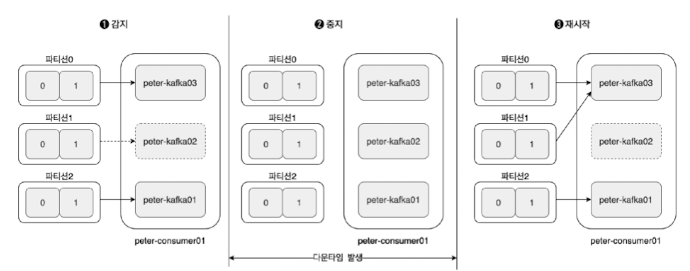 ❶ 감지
파티션0
0 1
peter-kafka03
파티션1
0 1
peter-kafka02
파티션2
0 1
peter-kafka01
peter-consumer01
❷ 중지
파티션0
0 1
peter-kafka03
파티션1
0 1
peter-kafka02
파티션2
0 1
peter-kafka01
peter-consumer01
다운타임 발생
❸ 재시작
파티션0
0 1
peter-kafka03
파티션1
0 1
peter-kafka02
파티션2
0 1
peter-kafka01
peter-consumer01